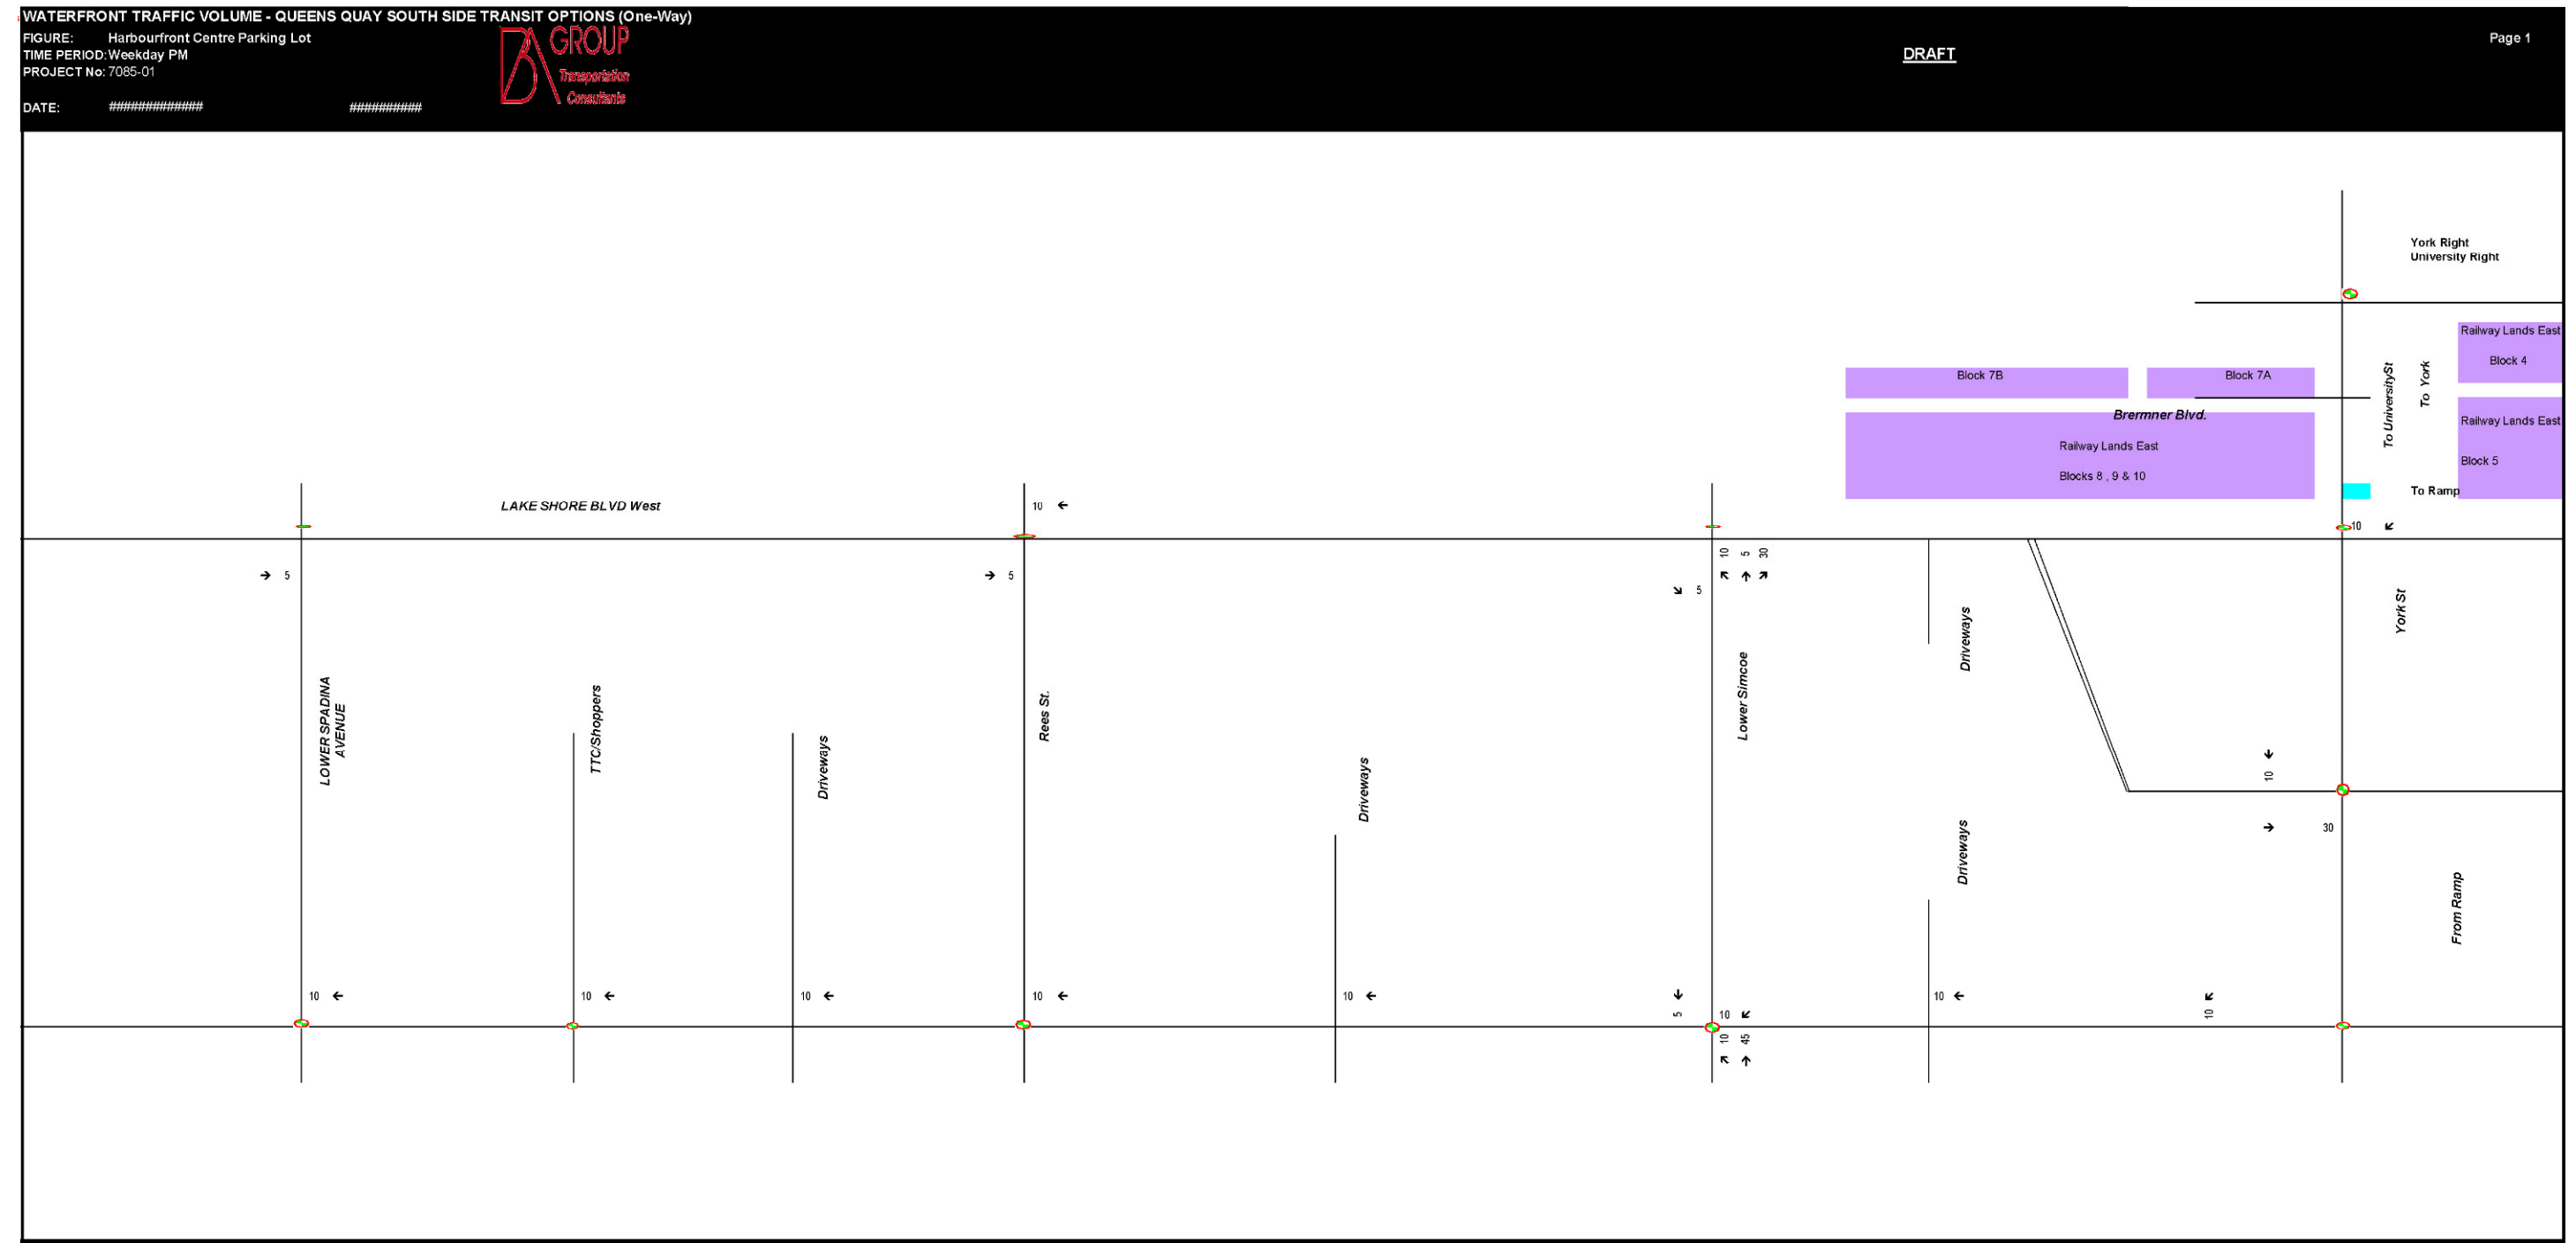 WATERFRONT TRAFFIC VOLUME - QUEENS QUAY SOUTH SIDE TRANSIT OPTIONS (One-Way)
FIGURE: Harbourfront Centre Parking Lot
TIME PERIOD: Weekday PM
PROJECT No: 7085-01
DATE: ############# ##########
BA GROUP
Transportation
Consultants
DRAFT
Page 1
York Right
University Right
Railway Lands East
Block 4
Block 7B
Block 7A
To UniversitySt
To York
Brermner Blvd.
Railway Lands East
Block 5
Railway Lands East
Blocks 8 , 9 & 10
To Ramp
LAKE SHORE BLVD West
10 ←
10 ↙
→ 5
→ 5
10 5 30
↖ ↑ ↗
↘ 5
Driveways
York St
LOWER SPADINA
AVENUE
TTC/Shoppers
Driveways
Rees St.
Driveways
Lower Simcoe
↓
10
→ 30
Driveways
From Ramp
10 ←
10 ←
10 ←
10 ←
10 ←
↓
5
10 ↙
10 ←
↙
10
10 45
↖ ↑